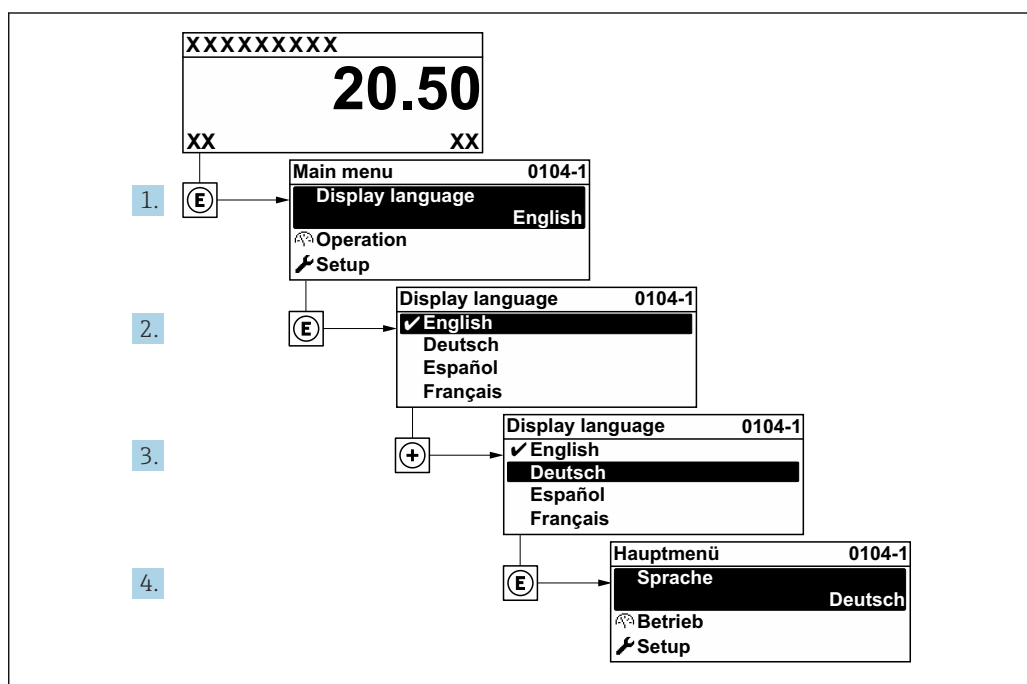 XXXXXXXXX
20.50
XX XX
1. E
Main menu 0104-1
Display language
English
Operation
Setup
2. E
Display language 0104-1
✔English
Deutsch
Español
Français
3. +
Display language 0104-1
✔English
Deutsch
Español
Français
4. E
Hauptmenü 0104-1
Sprache
Deutsch
Betrieb
Setup